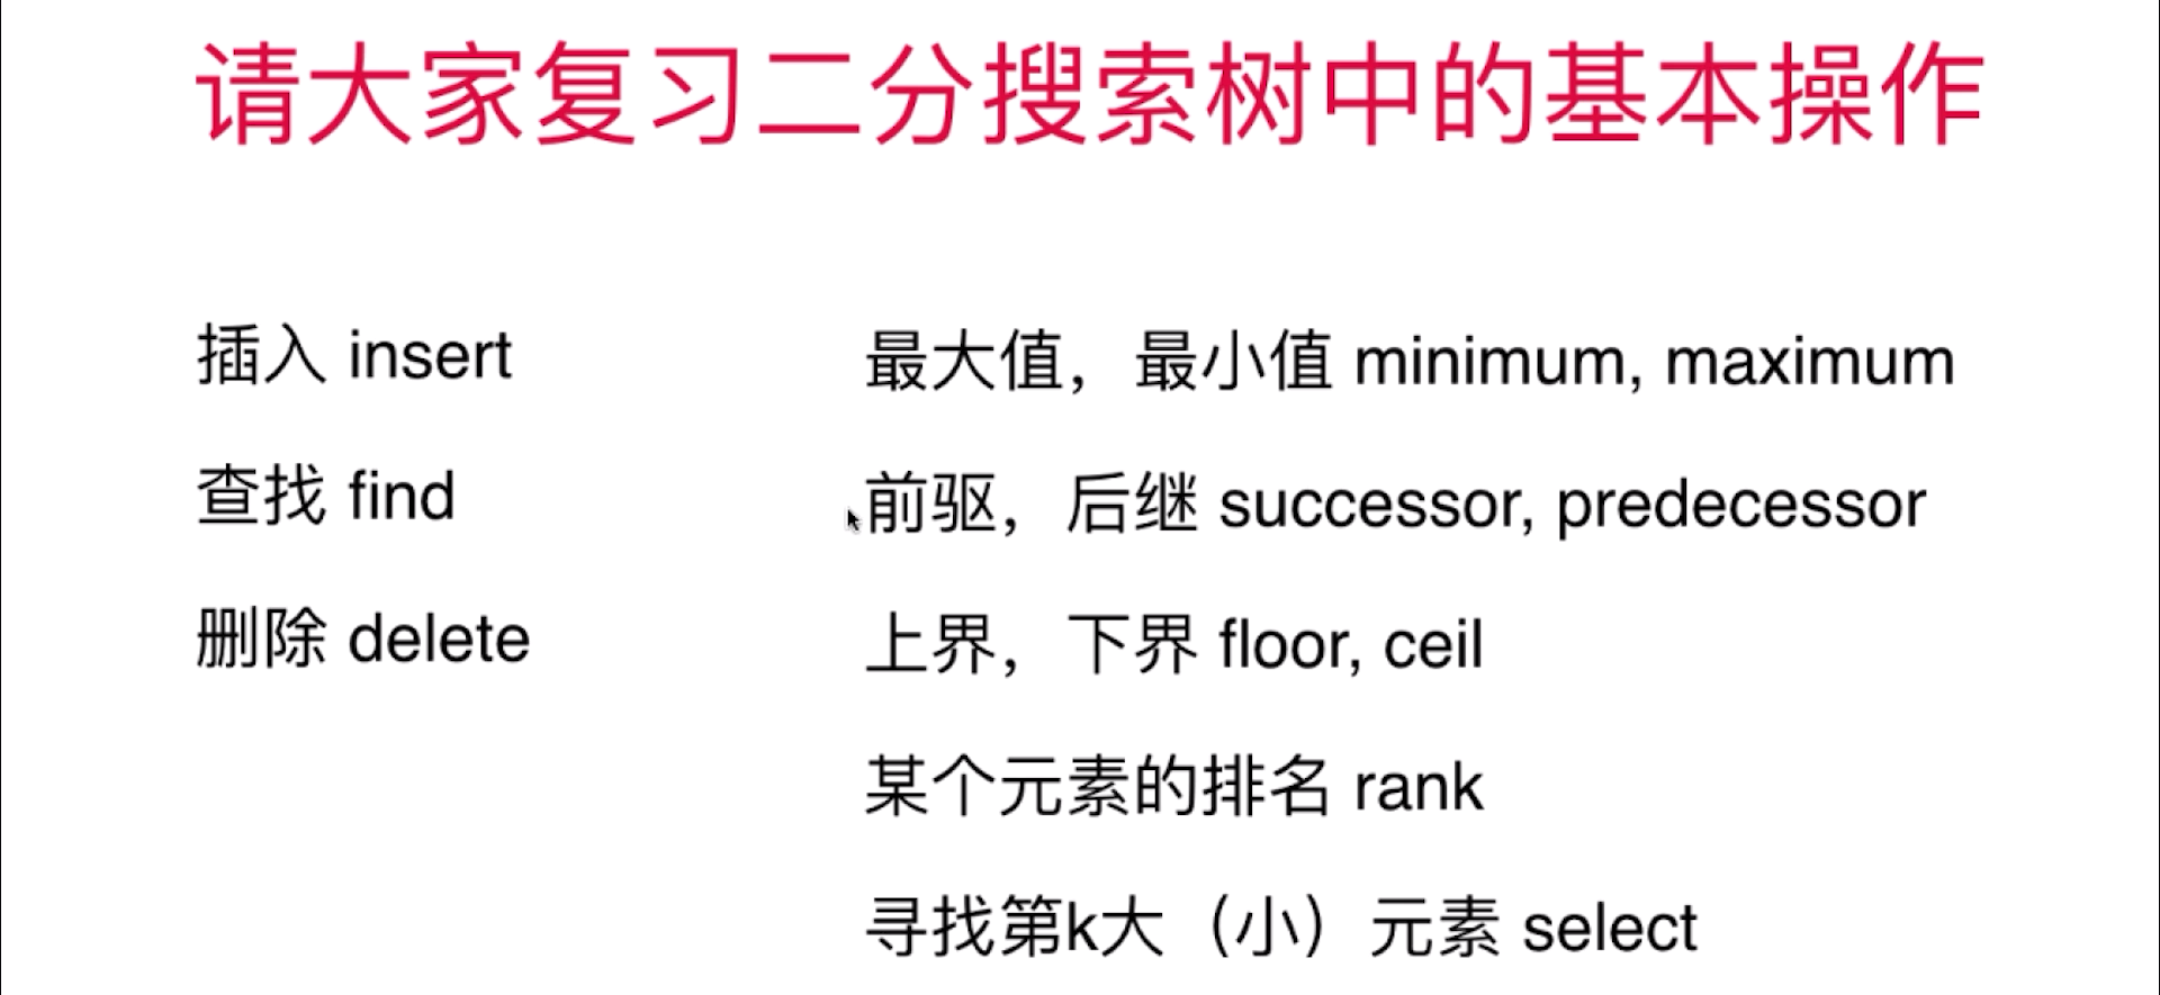 请大家复习二分搜索树中的基本操作
插入 insert
查找 find
删除 delete
最大值，最小值 minimum, maximum
前驱，后继 successor, predecessor
上界，下界 floor, ceil
某个元素的排名 rank
寻找第k大（小）元素 select